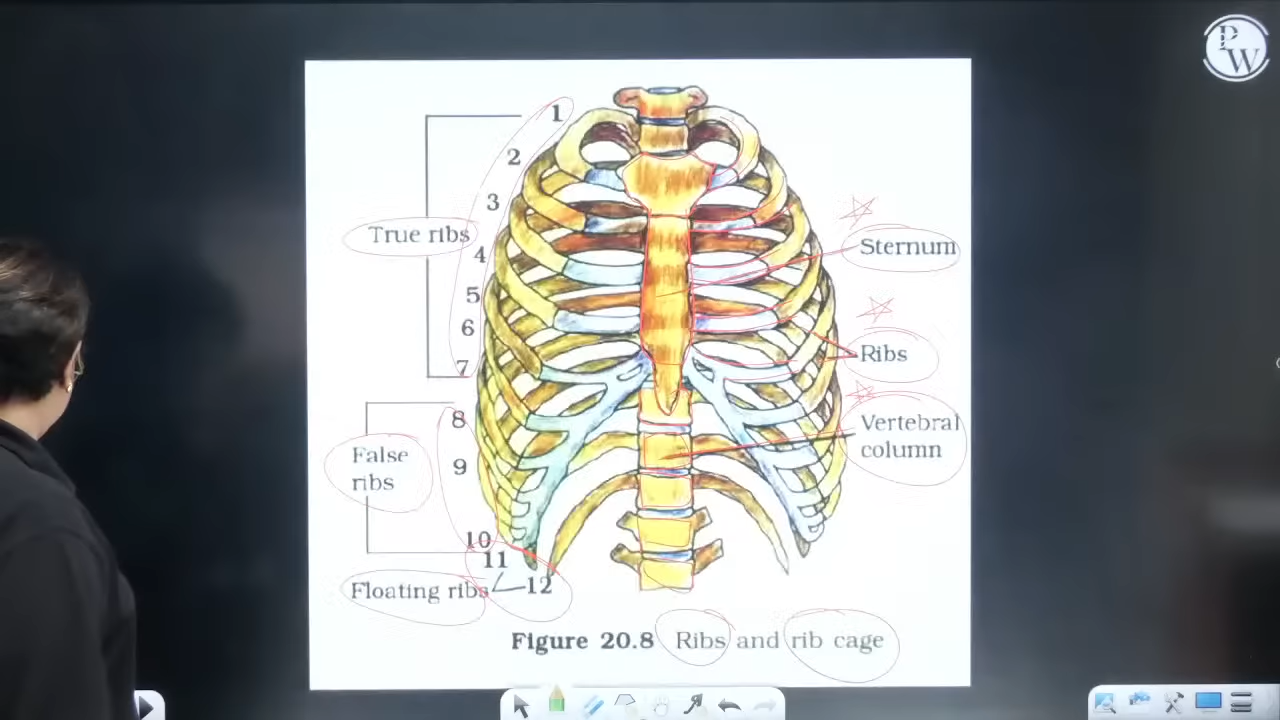 PW
1
2
3
True ribs
4
Sternum
5
6
Ribs
7
8
Vertebral
column
False
ribs
9
10
11
Floating ribs
12
Figure 20.8 Ribs and rib cage